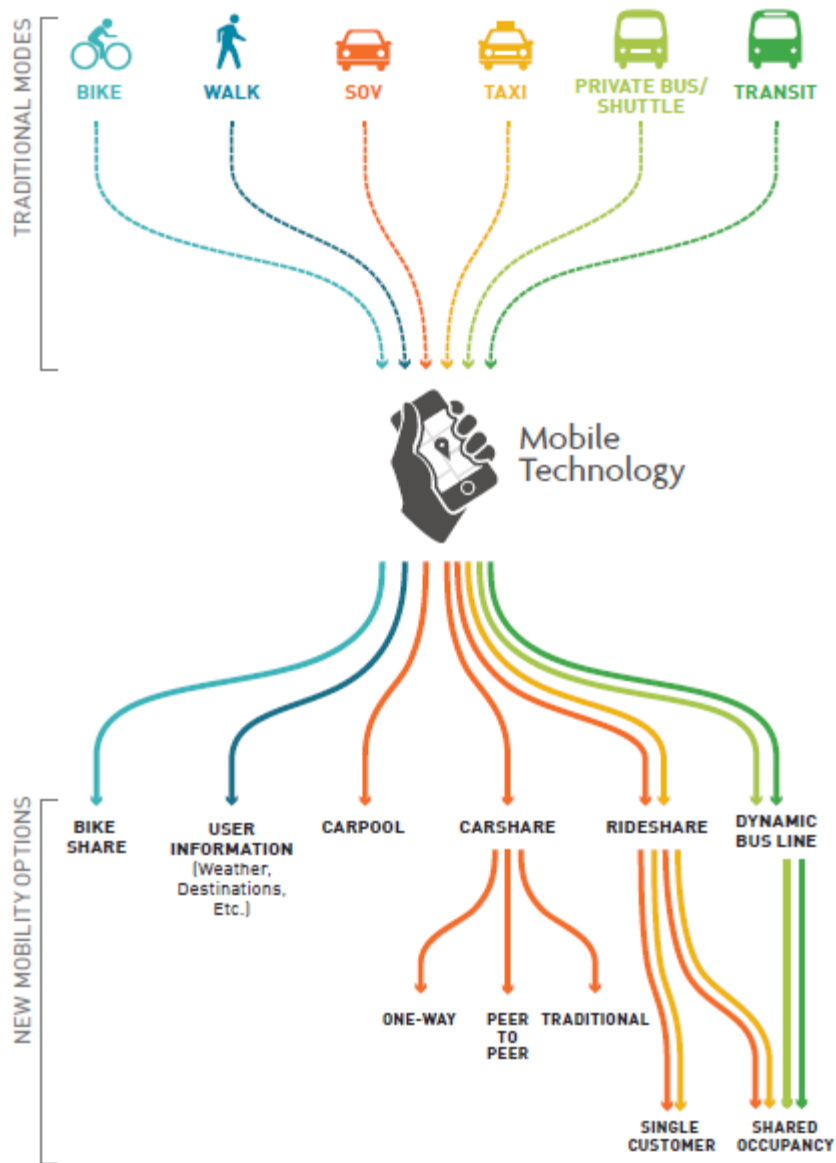 TRADITIONAL MODES
BIKE
WALK
SOV
TAXI
PRIVATE BUS/
SHUTTLE
TRANSIT
Mobile
Technology
NEW MOBILITY OPTIONS
BIKE
SHARE
USER
INFORMATION
(Weather,
Destinations,
Etc.)
CARPOOL
CARSHARE
RIDESHARE
DYNAMIC
BUS LINE
ONE-WAY
PEER
TO
PEER
TRADITIONAL
SINGLE
CUSTOMER
SHARED
OCCUPANCY